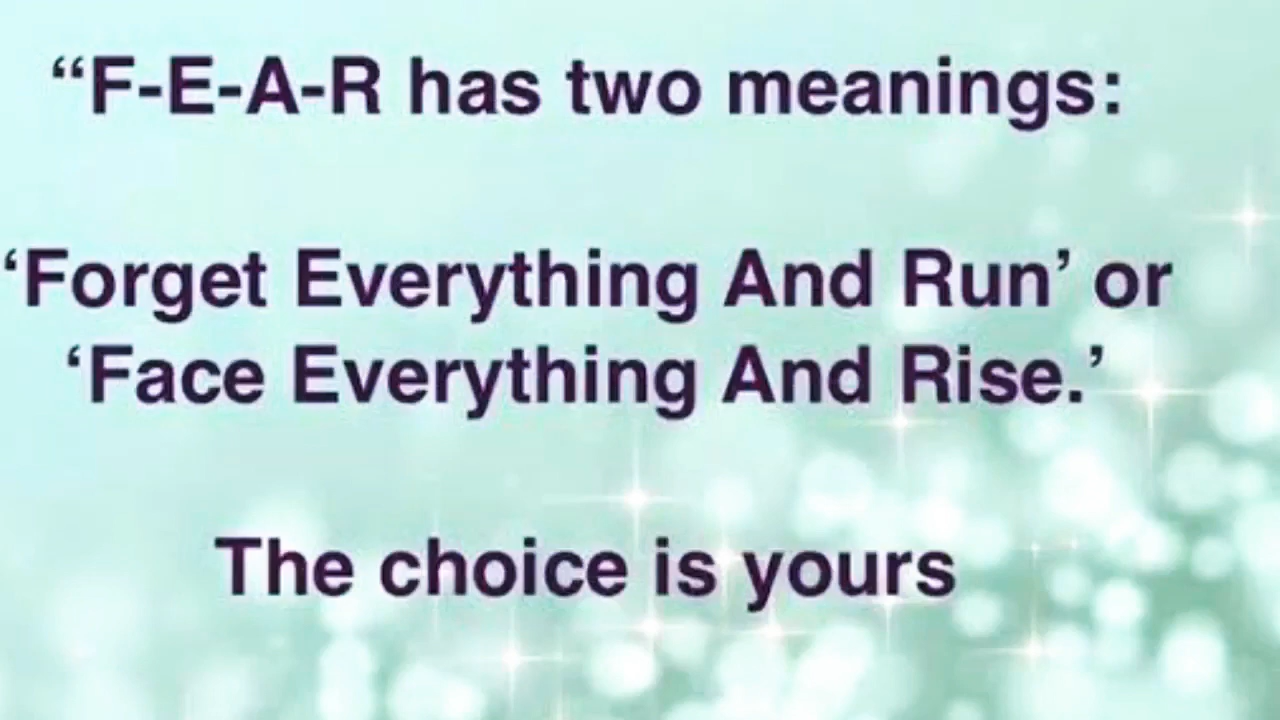 “F-E-A-R has two meanings:
‘Forget Everything And Run’ or
‘Face Everything And Rise.’
The choice is yours